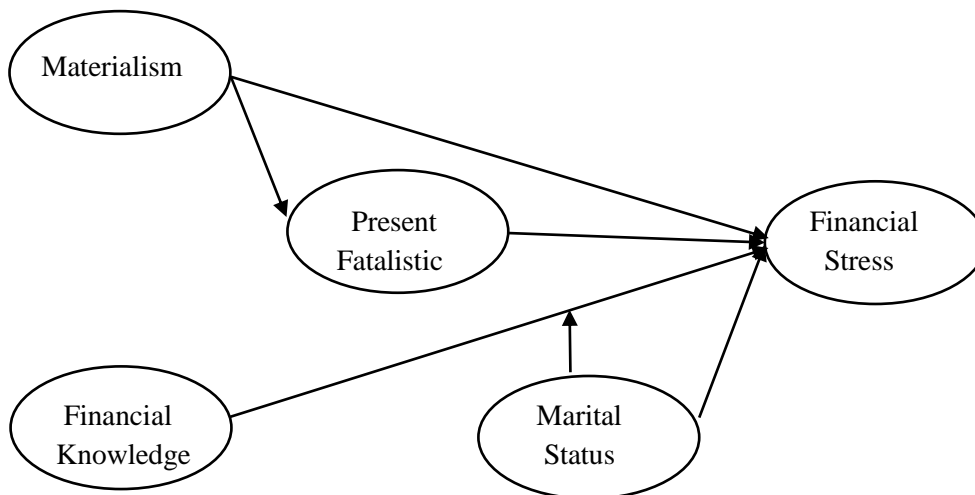 Materialism
Present
Fatalistic
Financial
Stress
Financial
Knowledge
Marital
Status